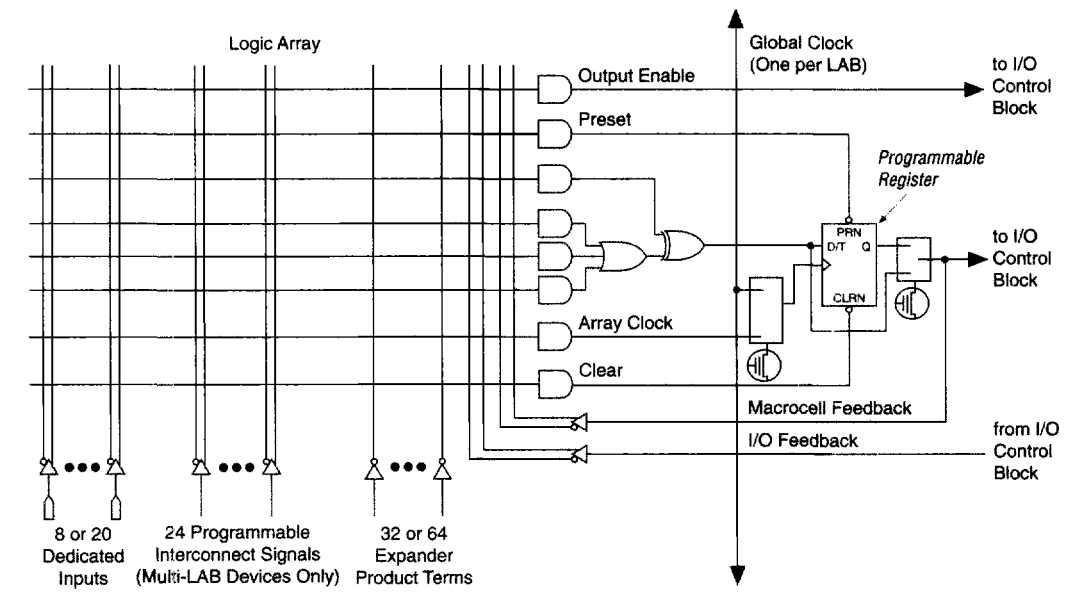 Logic Array
Global Clock
(One per LAB)
to I/O
Control
Block
Output Enable
Preset
Programmable
Register
PRN
D/T Q
CLRN
to I/O
Control
Block
Array Clock
Clear
Macrocell Feedback
I/O Feedback
from I/O
Control
Block
8 or 20
Dedicated
Inputs
24 Programmable
Interconnect Signals
(Multi-LAB Devices Only)
32 or 64
Expander
Product Terms